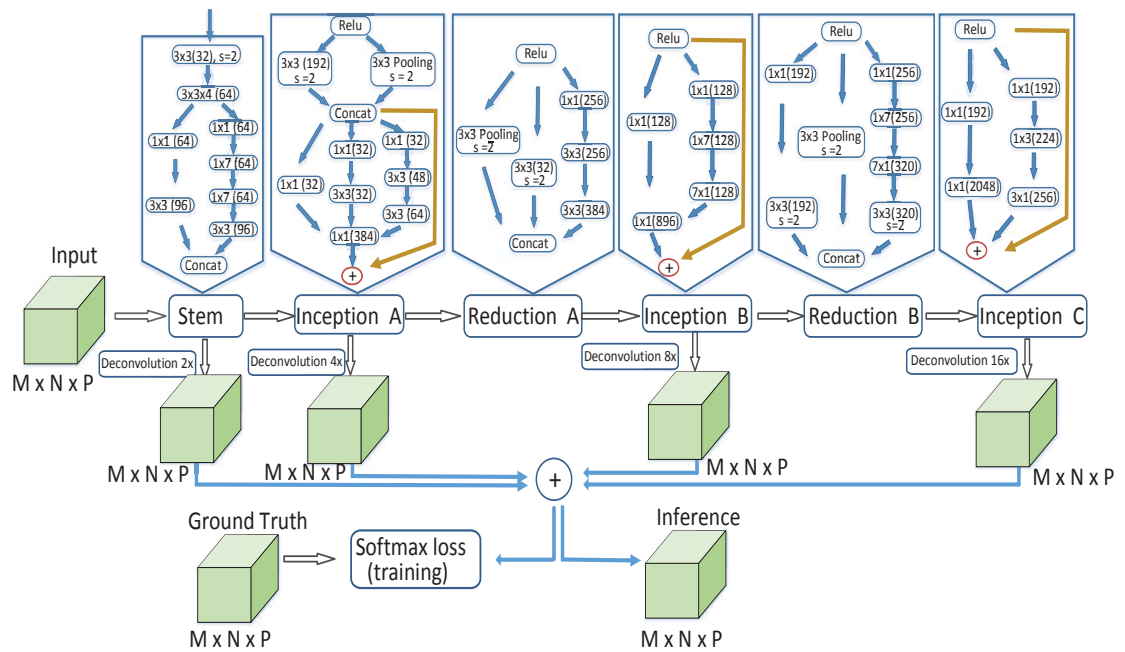 3x3(32), s=2
3x3x4 (64)
1x1 (64)
1x1 (64)
1x7 (64)
1x7 (64)
3x3 (96)
3x3 (96)
Concat
Relu
3x3 (192)
s =2
3x3 Pooling
s = 2
Concat
1x1(32)
1x1 (32)
1x1 (32)
3x3 (48)
3x3(32)
3x3 (64)
1x1(384)
+
Relu
1x1(256)
3x3 Pooling
s =2
3x3(32)
s =2
3x3(256)
3x3(384)
Concat
Relu
1x1(128)
1x1(128)
1x7(128)
7x1(128)
1x1(896)
+
Relu
1x1(192)
1x1(256)
1x7(256)
3x3 Pooling
s =2
7x1(320)
3x3(192)
s =2
3x3(320)
s=2
Concat
Relu
1x1(192)
1x1(192)
1x3(224)
1x1(2048)
3x1(256)
+
Input
M x N x P
Stem
Inception A
Reduction A
Inception B
Reduction B
Inception C
Deconvolution 2x
Deconvolution 4x
Deconvolution 8x
Deconvolution 16x
M x N x P
M x N x P
M x N x P
M x N x P
+
Ground Truth
M x N x P
Softmax loss
(training)
Inference
M x N x P